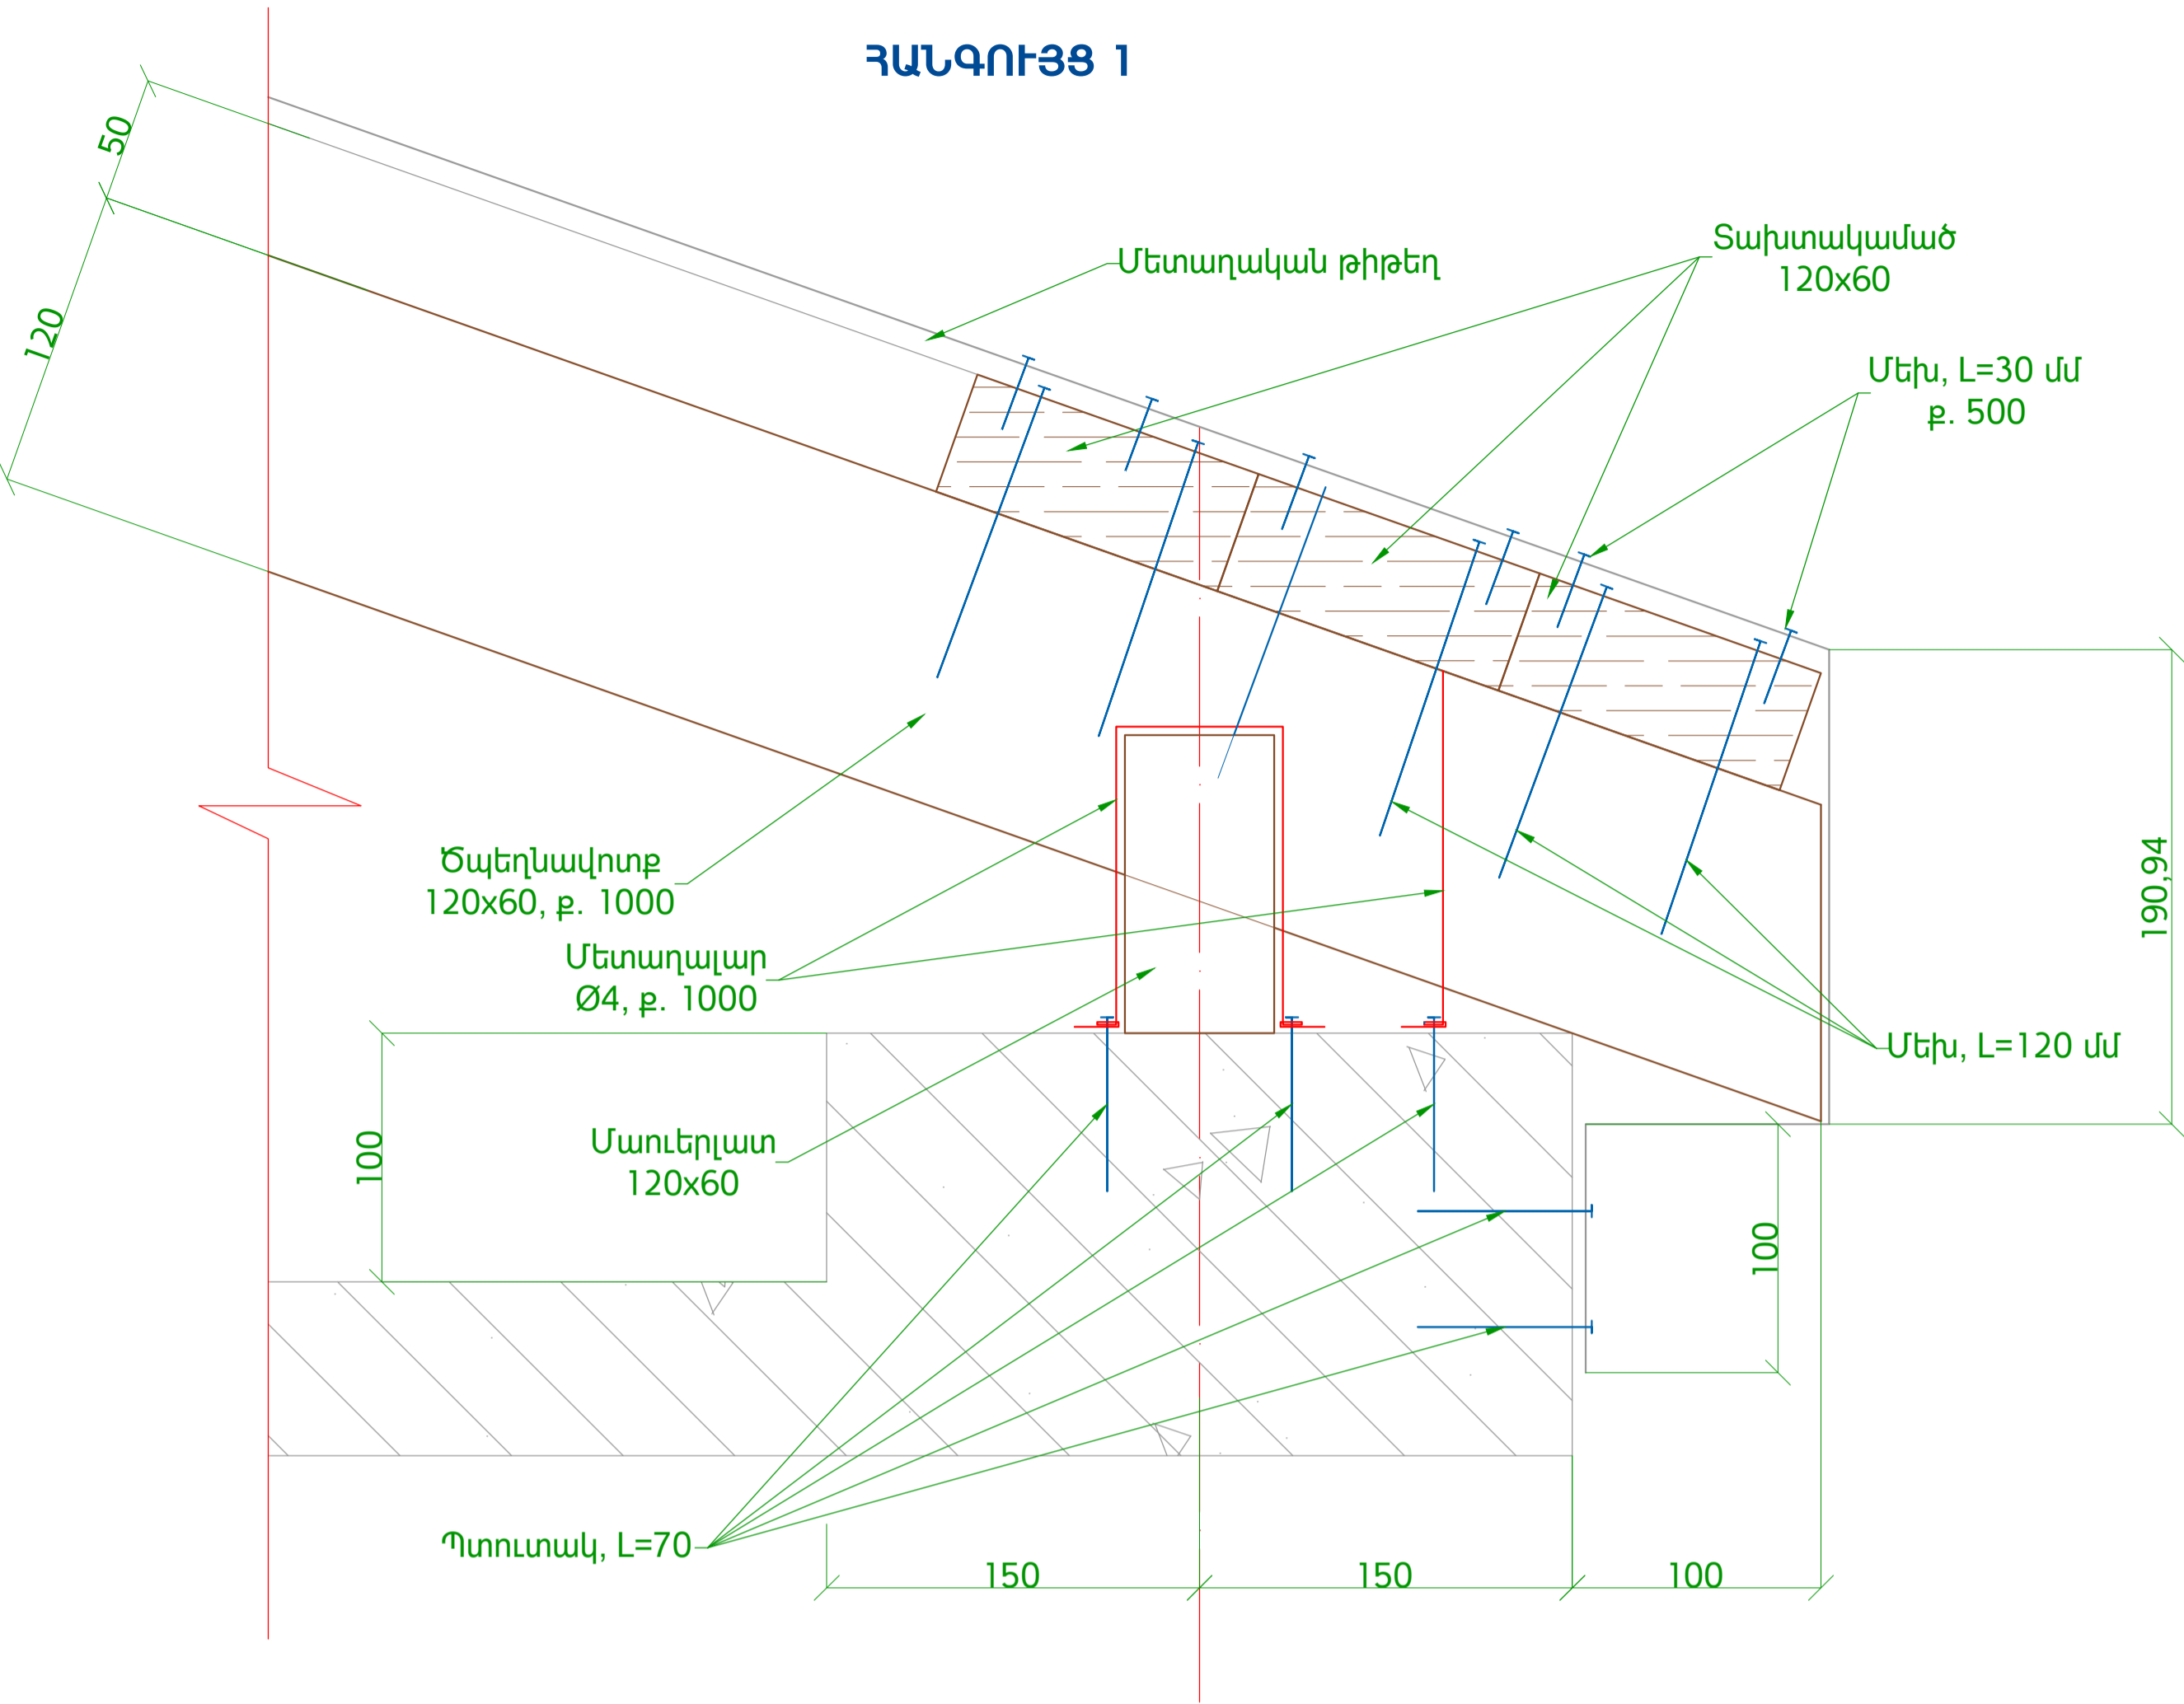 ՀԱՆԳՈՒՅՑ 1
50
120
Մետաղական թիթեղ
Տախտակամած
120x60
Մեխ, L=30 մմ
ք. 500
Ծպեղնավոտք
120x60, ք. 1000
Մետաղալար
Ø4, ք. 1000
190,94
Մեխ, L=120 մմ
100
Մաուերլատ
120x60
100
Պտուտակ, L=70
150
150
100